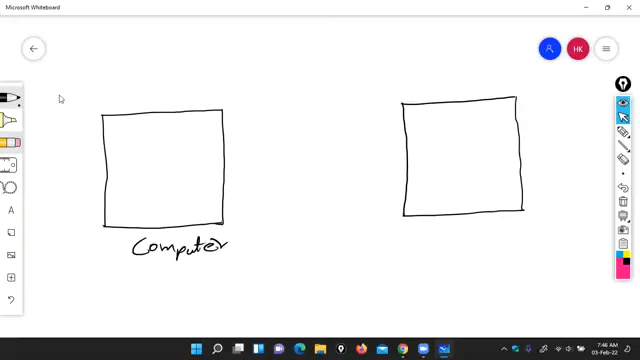 Microsoft Whiteboard
HK
Computer
A
7:46 AM
03-Feb-22